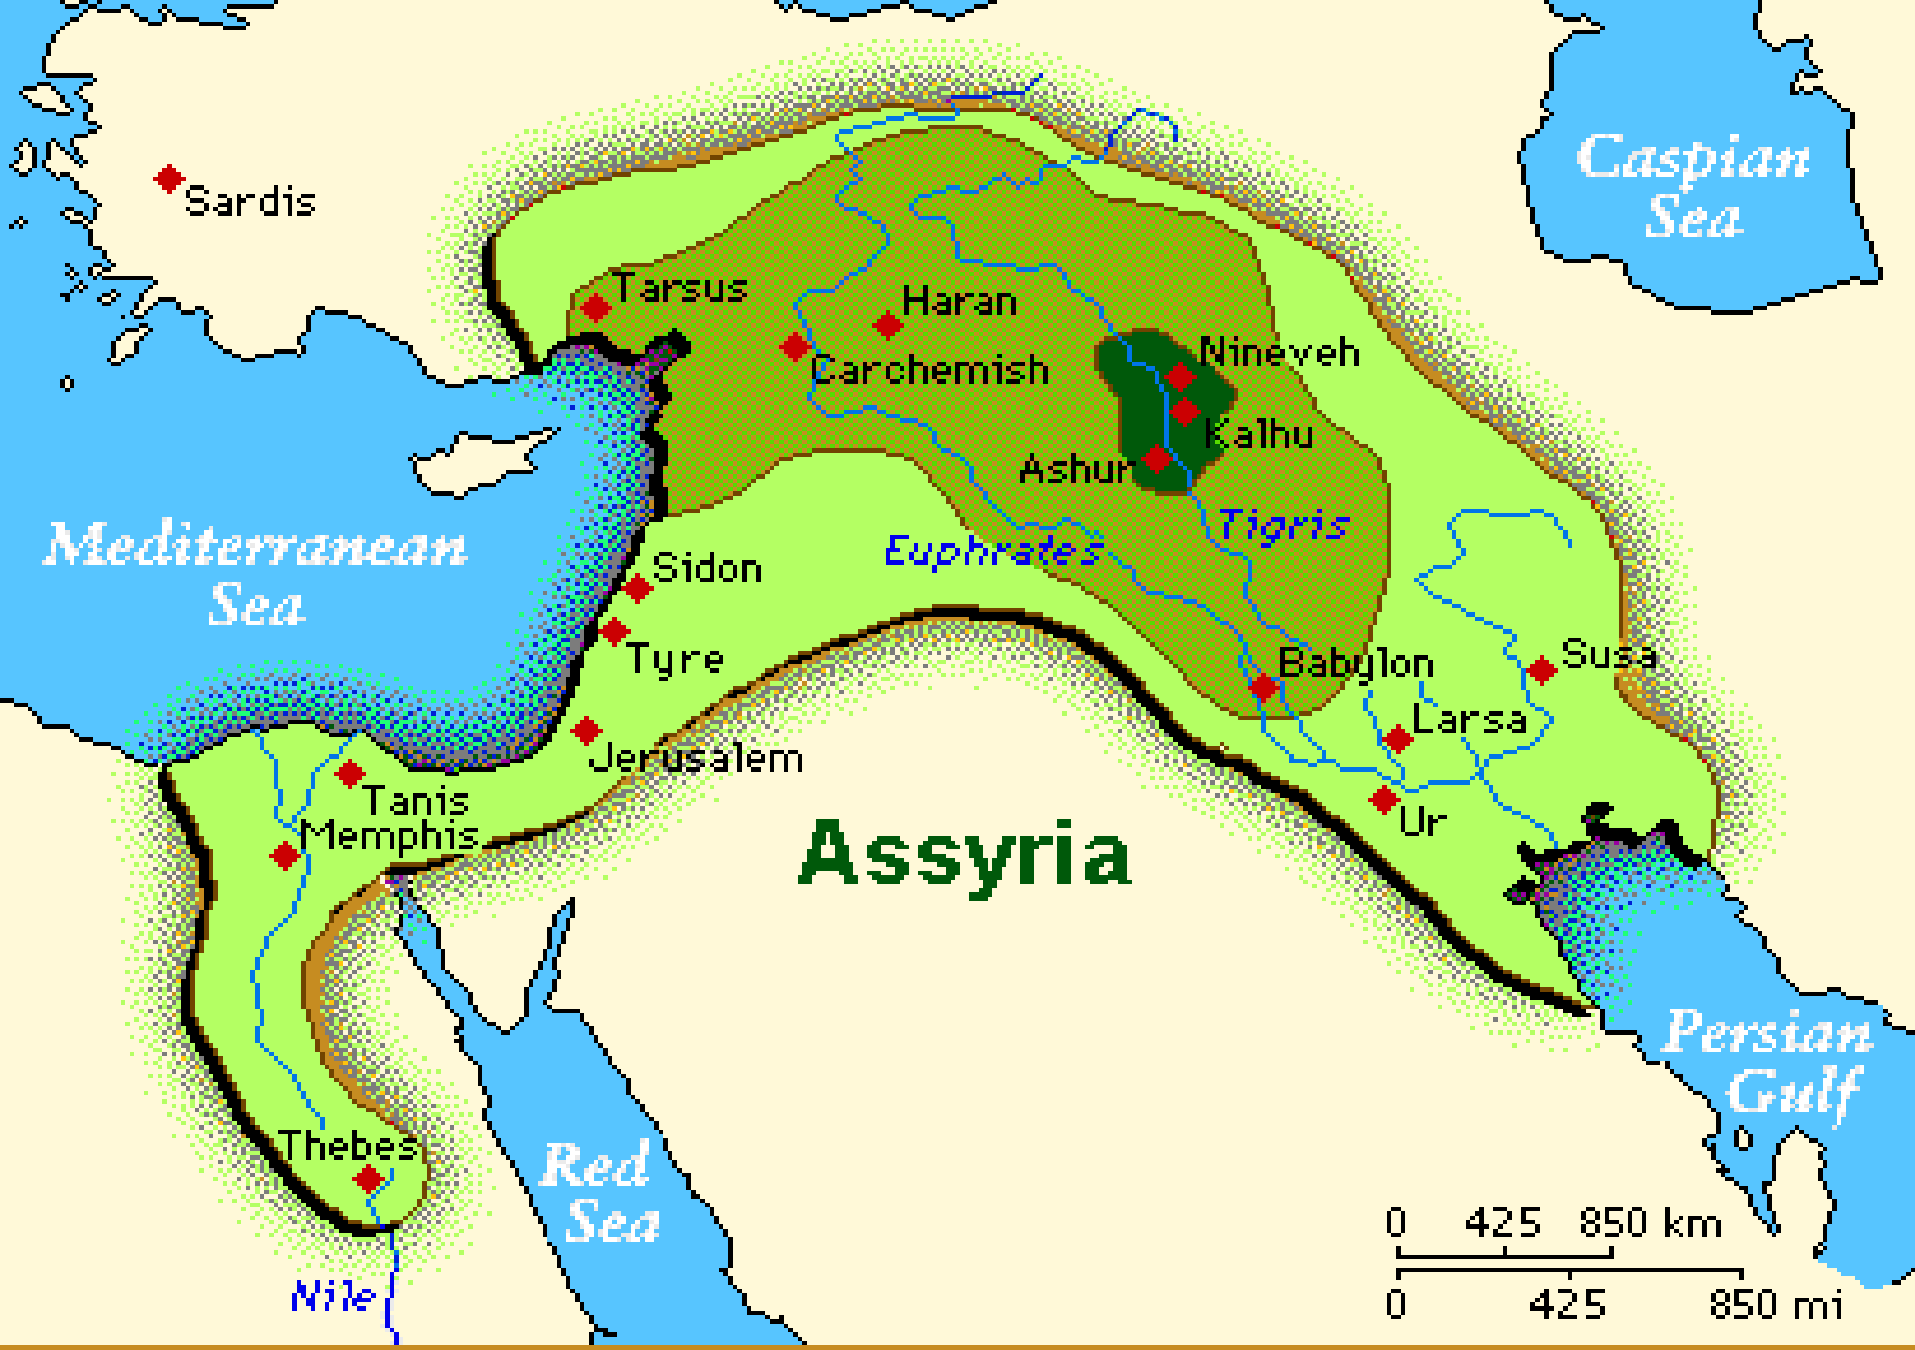 Caspian
Sea
Sardis
Tarsus
Haran
Carchemish
Nineveh
Kalhu
Ashur
Tigris
Euphrates
Mediterranean
Sea
Sidon
Tyre
Babylon
Susa
Larsa
Jerusalem
Tanis
Memphis
Ur
Assyria
Persian
Gulf
Thebes
Red
Sea
Nile
0 425 850 km
0 425 850 mi